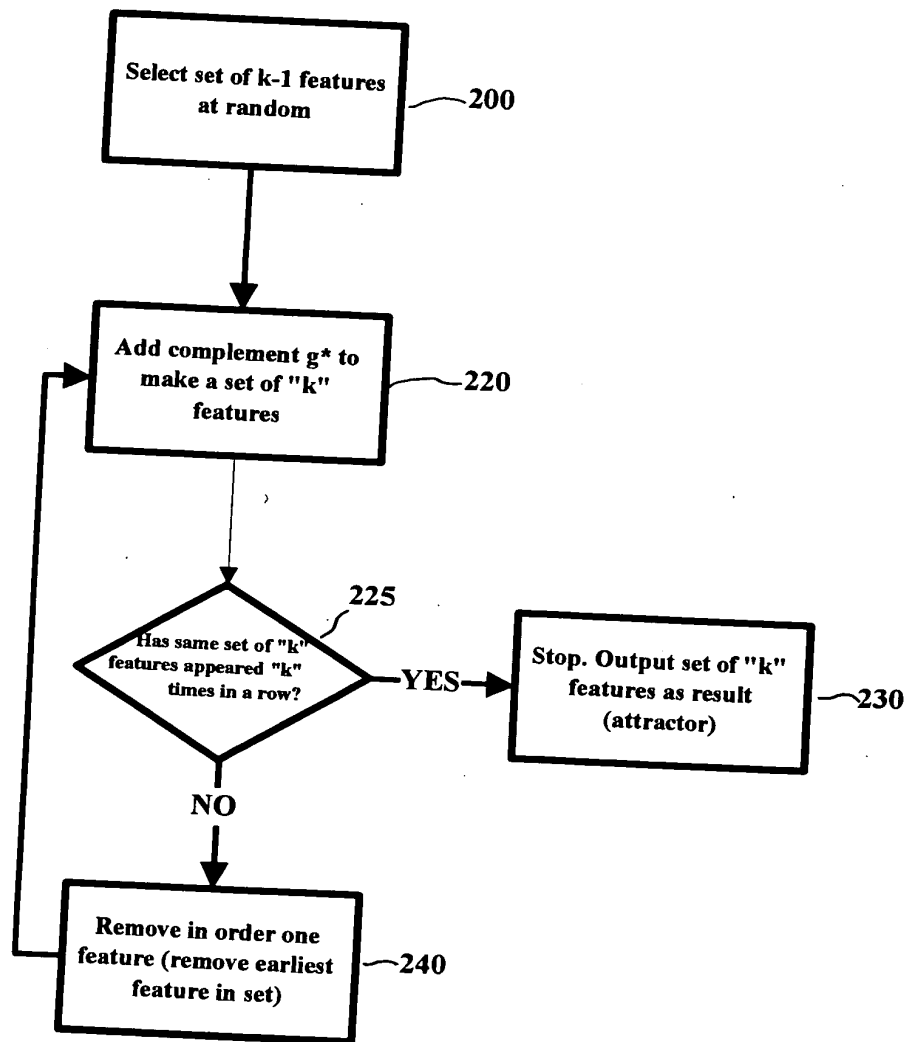 Select set of k-1 features
at random
200
Add complement g* to
make a set of "k"
features
220
225
Has same set of "k"
features appeared "k"
times in a row?
YES
Stop. Output set of "k"
features as result
(attractor)
230
NO
Remove in order one
feature (remove earliest
feature in set)
240